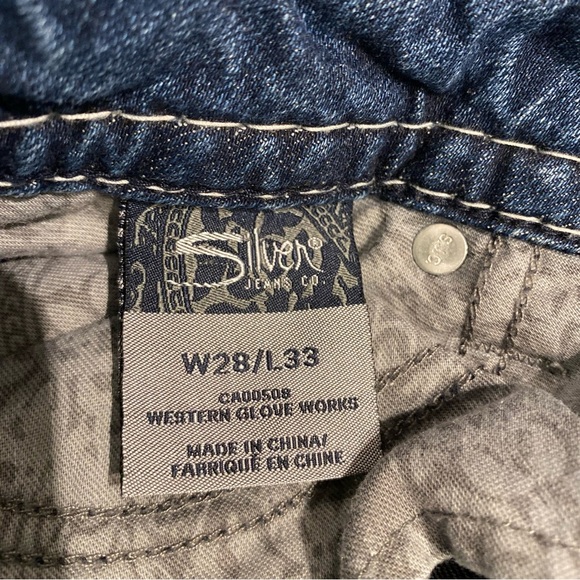 Silver®
JEANS CO.
W28/L33
CA00508
WESTERN GLOVE WORKS
MADE IN CHINA/
FABRIQUÉ EN CHINE